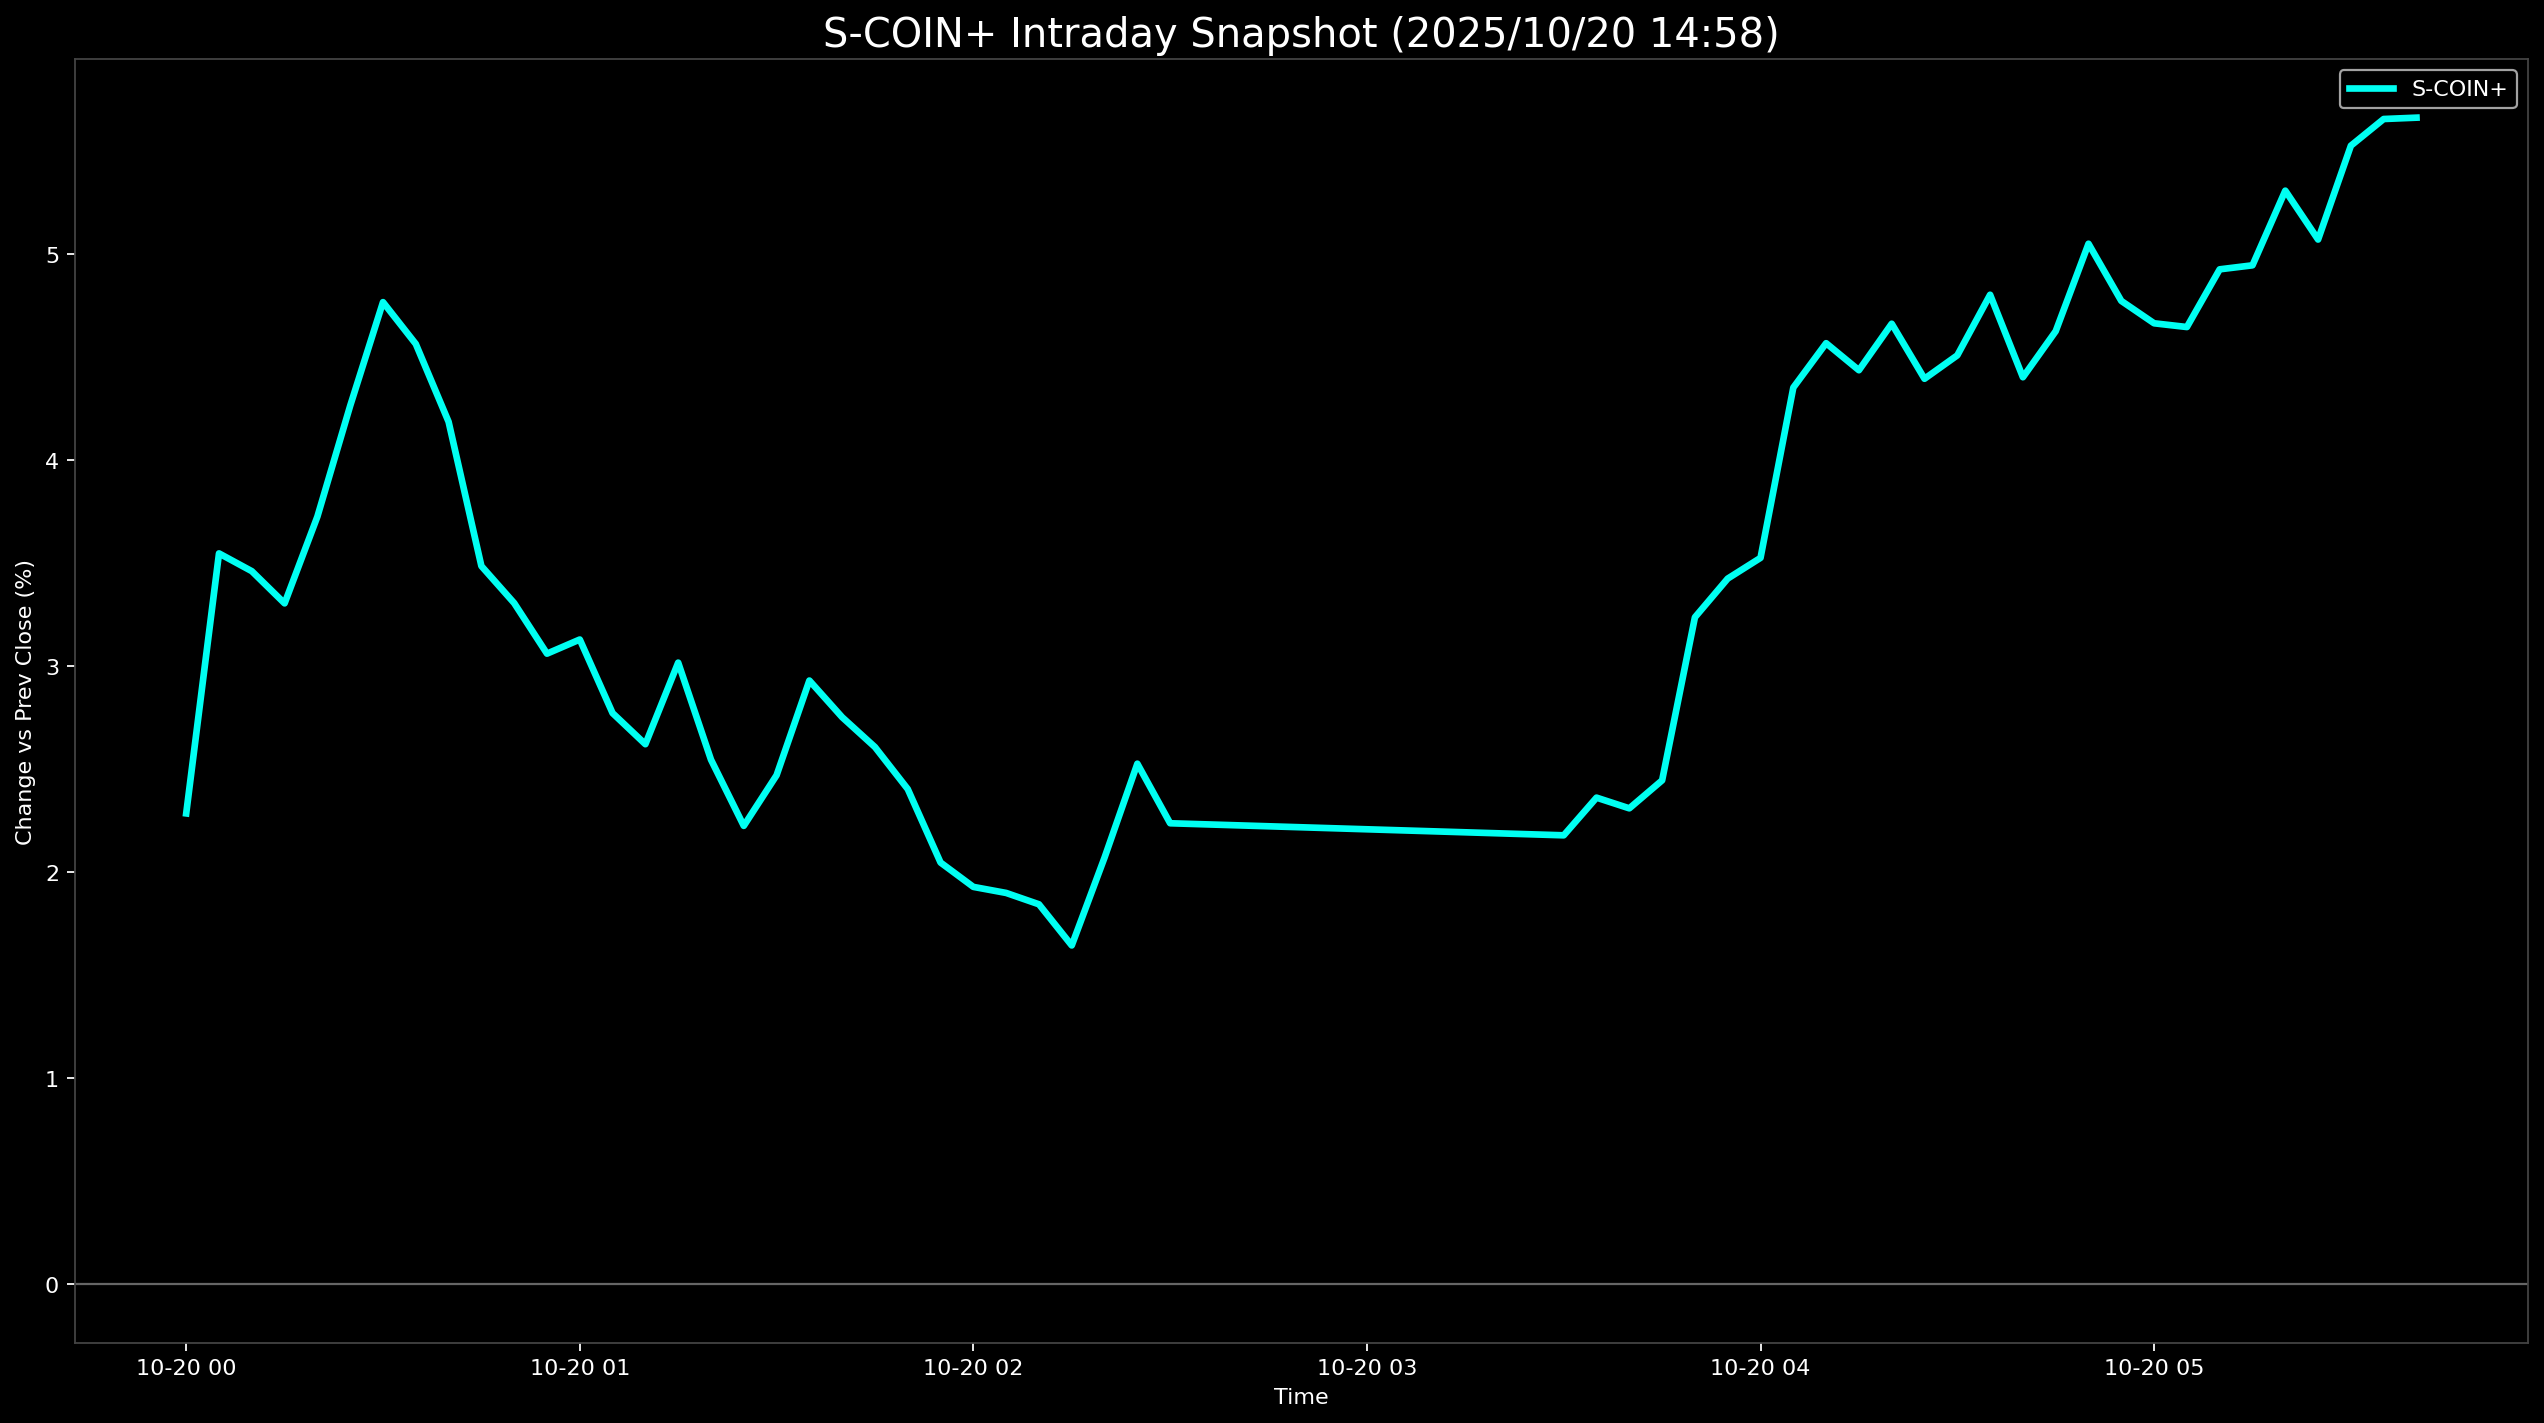 S-COIN+ Intraday Snapshot (2025/10/20 14:58)
S-COIN+
Change vs Prev Close (%)
5
4
3
2
1
0
10-20 00 10-20 01 10-20 02 10-20 03 10-20 04 10-20 05
Time